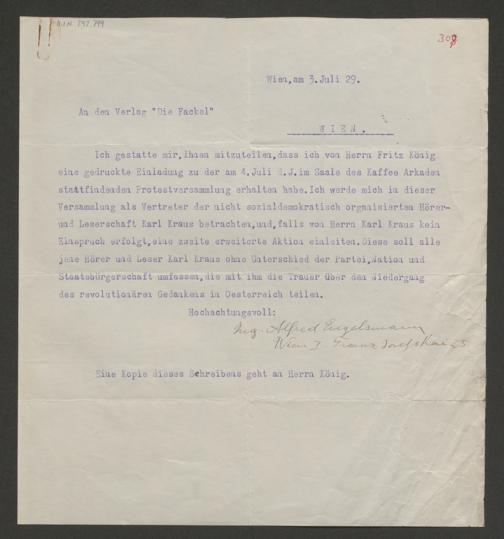 Wien,am 3.Juli 29.
An den Verlag "Die Fackel"
WIEN.
Ich gestatte mir,Ihnen mitzuteilen,dass ich von Herrn Fritz König
eine gedruckte Einladung zu der am 4.Juli d.J.im Saale des Kaffee Arkaden
stattfindenden Protestversammlung erhalten habe.Ich werde mich in dieser
Versammlung als Vertreter der nicht sozialdemokratisch organisierten Hörer-
und Leserschaft Karl Kraus betrachten,und,falls von Herrn Karl Kraus kein
Einspruch erfolgt,eine zweite erweiterte Aktion einleiten.Diese soll alle
jene Hörer und Leser Karl Kraus ohne Unterschied der Partei,Nation und
Staatsbürgerschaft umfassen,die mit ihm die Trauer über den Niedergang
des revolutionären Gedankens in Oesterreich teilen.
Hochachtungsvoll:
Ing. Alfred Engelsmann
Wien I Franz Josefskai
Eine Kopie dieses Schreibens geht an Herrn König.